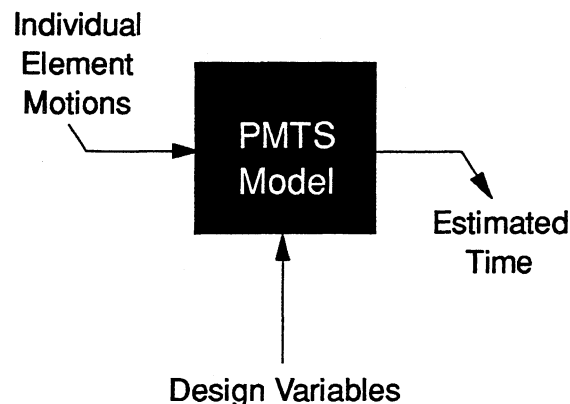 Individual
Element
Motions
PMTS
Model
Estimated
Time
Design Variables